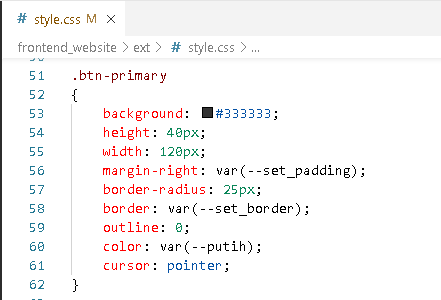 # style.css M ×
frontend_website > ext > # style.css > ...
51 .btn-primary
52 {
53 background: #333333;
54 height: 40px;
55 width: 120px;
56 margin-right: var(--set_padding);
57 border-radius: 25px;
58 border: var(--set_border);
59 outline: 0;
60 color: var(--putih);
61 cursor: pointer;
62 }